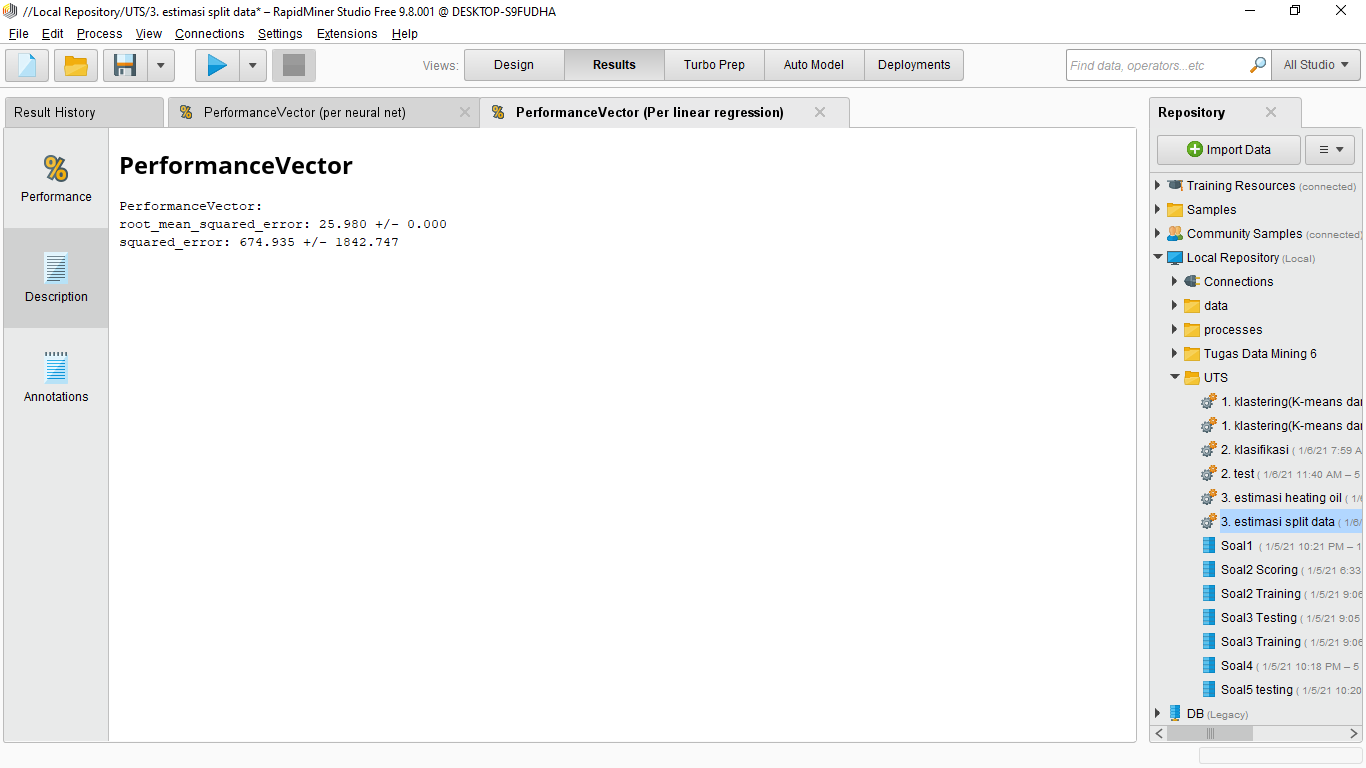 //Local Repository/UTS/3. estimasi split data* – RapidMiner Studio Free 9.8.001 @ DESKTOP-S9FUDHA
File Edit Process View Connections Settings Extensions Help
Views: Design Results Turbo Prep Auto Model Deployments Find data, operators...etc All Studio
Result History PerformanceVector (per neural net) PerformanceVector (Per linear regression)
Performance
Description
Annotations
PerformanceVector
PerformanceVector:
root_mean_squared_error: 25.980 +/- 0.000
squared_error: 674.935 +/- 1842.747
Repository
Import Data
Training Resources (connected)
Samples
Community Samples (connected)
Local Repository (Local)
Connections
data
processes
Tugas Data Mining 6
UTS
1. klastering(K-means dan
1. klastering(K-means dan
2. klasifikasi ( 1/6/21 7:59 A
2. test ( 1/6/21 11:40 AM – 5
3. estimasi heating oil ( 1/6
3. estimasi split data ( 1/6/
Soal1 ( 1/5/21 10:21 PM – 1
Soal2 Scoring ( 1/5/21 6:33
Soal2 Training ( 1/5/21 9:06
Soal3 Testing ( 1/5/21 9:05
Soal3 Training ( 1/5/21 9:06
Soal4 ( 1/5/21 10:18 PM – 5
Soal5 testing ( 1/5/21 10:20
DB (Legacy)